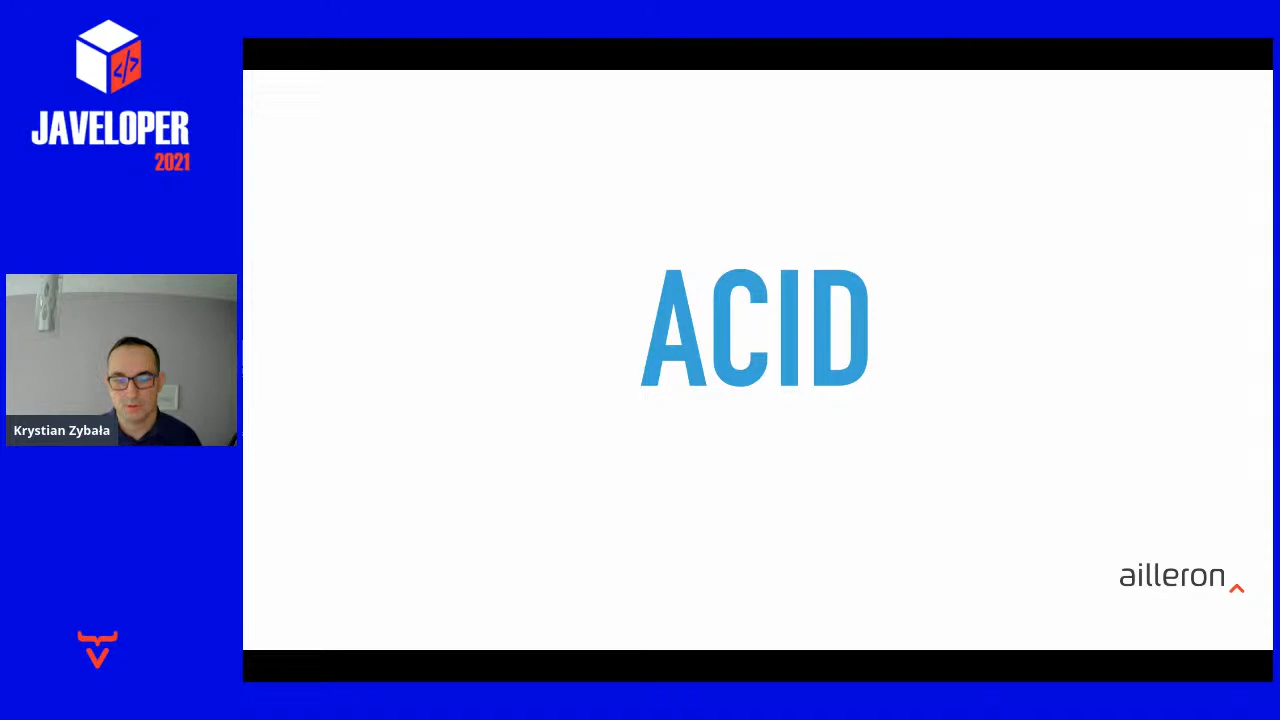 </>
JAVELOPER
2021
Krystian Zybała
ACID
ailleron